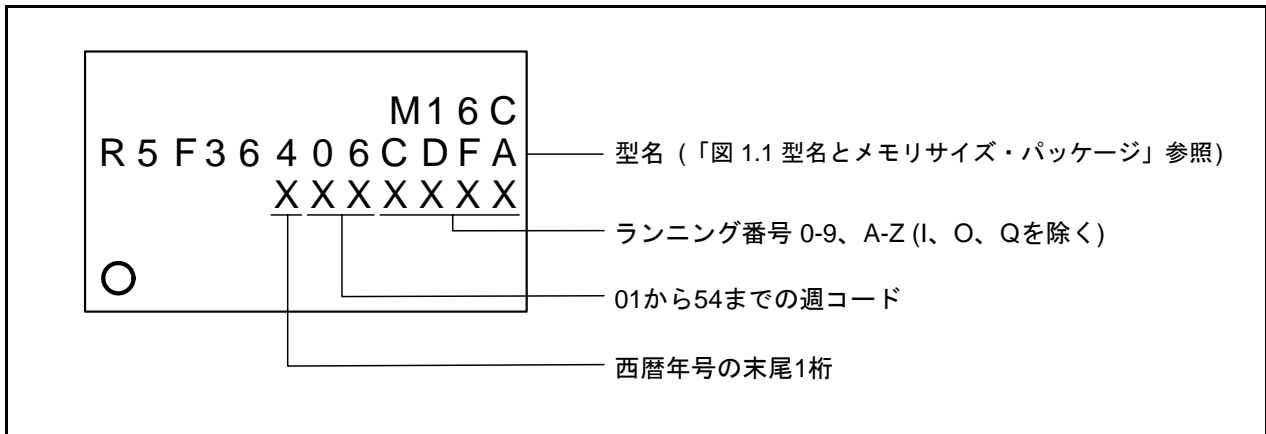 M16C
R5F36406CDFA
型名 (「図 1.1 型名とメモリサイズ・パッケージ」参照)
XXXXXXX
ランニング番号 0-9、A-Z (I、O、Qを除く)
01から54までの週コード
西暦年号の末尾1桁